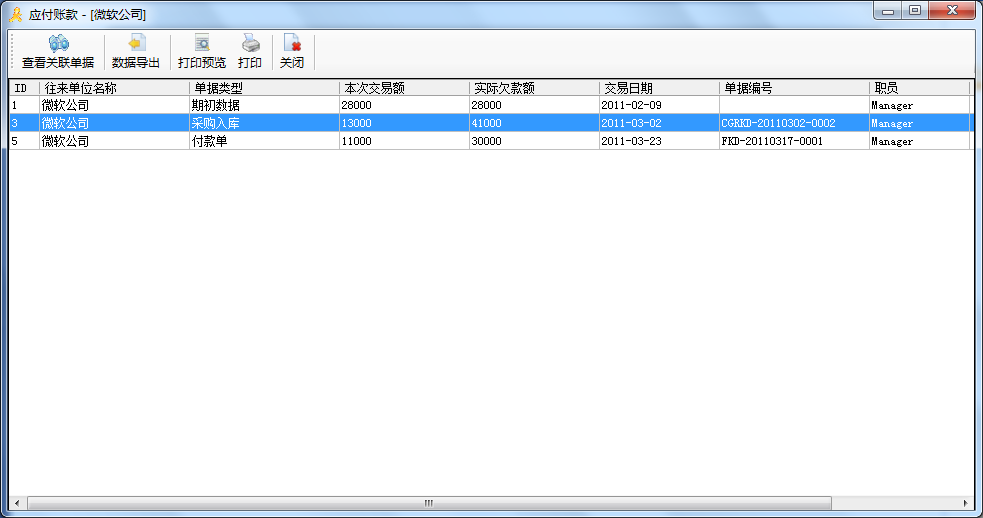 应付账款 - [微软公司]
查看关联单据 数据导出 打印预览 打印 关闭
ID 往来单位名称 单据类型 本次交易额 实际欠款额 交易日期 单据编号 职员
1 微软公司 期初数据 28000 28000 2011-02-09 Manager
3 微软公司 采购入库 13000 41000 2011-03-02 CGRKD-20110302-0002 Manager
5 微软公司 付款单 11000 30000 2011-03-23 FKD-20110317-0001 Manager